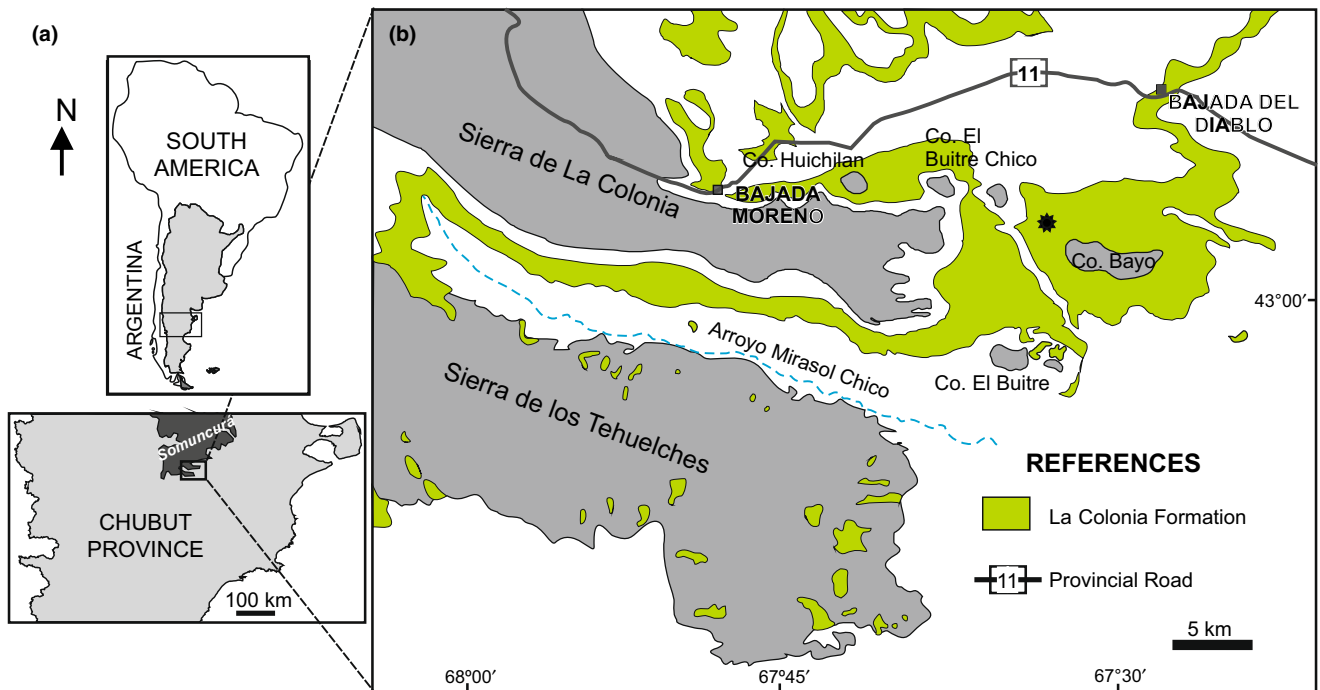 (a)
N
SOUTH
AMERICA
ARGENTINA
Somuncurá
CHUBUT
PROVINCE
100 km
(b)
11
BAJADA DEL
DIABLO
Sierra de La Colonia
Co. Huichilan
Co. El
Buitre Chico
BAJADA
MORENO
Co. Bayo
43°00′
Arroyo Mirasol Chico
Co. El Buitre
Sierra de los Tehuelches
REFERENCES
La Colonia Formation
11 Provincial Road
5 km
68°00′
67°45′
67°30′